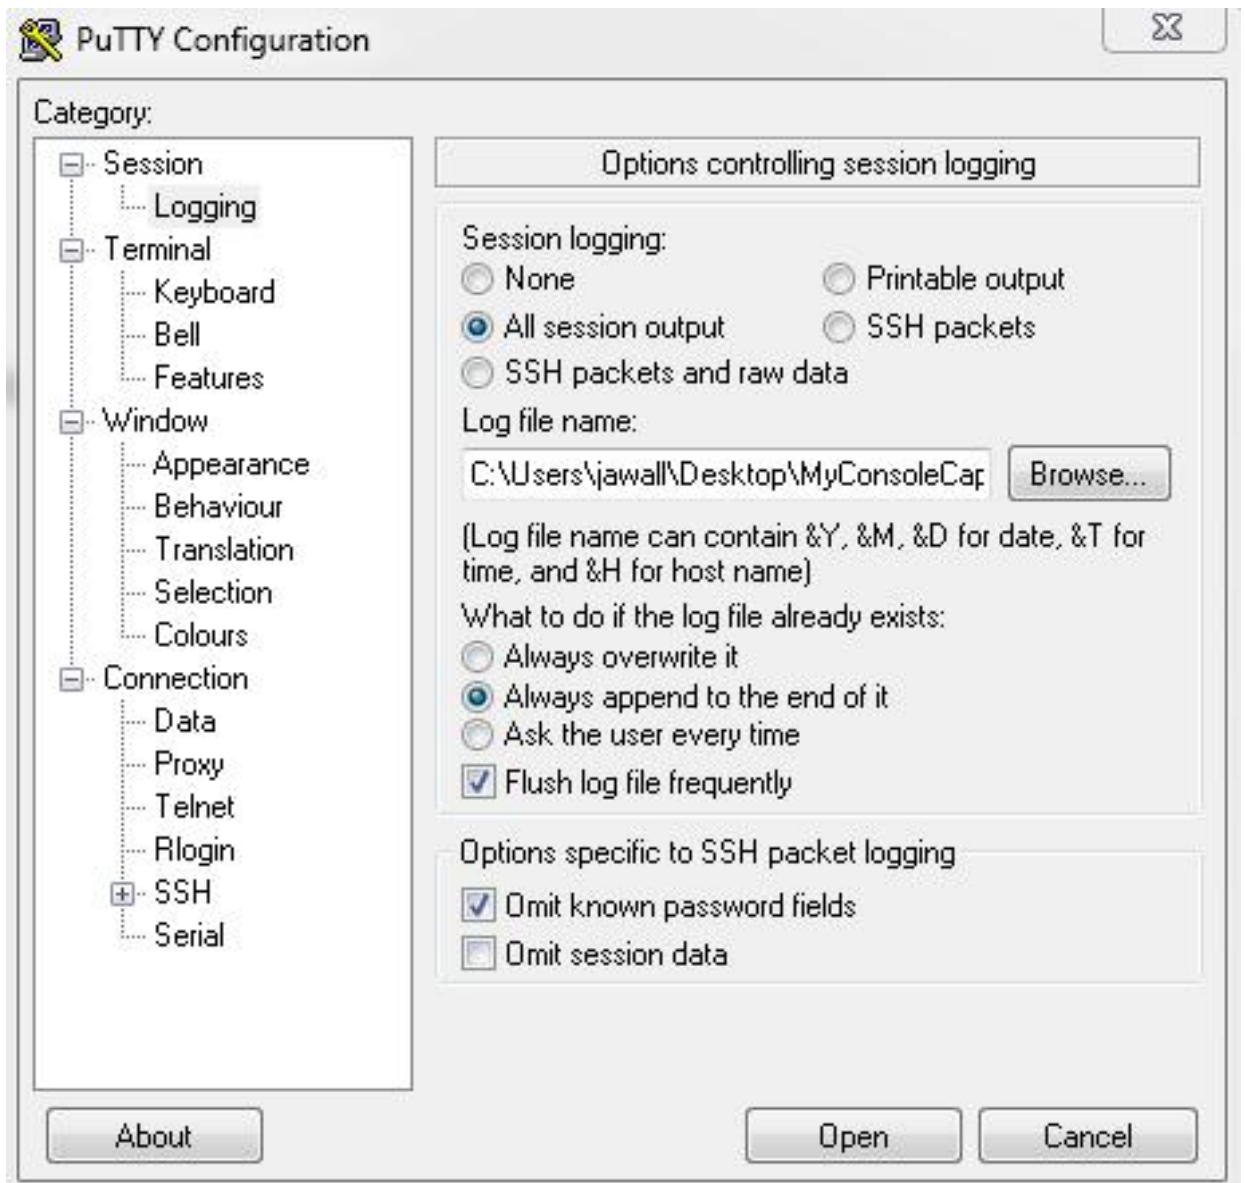 PuTTY Configuration
Category:
Session
Logging
Terminal
Keyboard
Bell
Features
Window
Appearance
Behaviour
Translation
Selection
Colours
Connection
Data
Proxy
Telnet
Rlogin
SSH
Serial
Options controlling session logging
Session logging:
None
Printable output
All session output
SSH packets
SSH packets and raw data
Log file name:
C:\Users\jawall\Desktop\MyConsoleCap
Browse...
(Log file name can contain &Y, &M, &D for date, &T for
time, and &H for host name)
What to do if the log file already exists:
Always overwrite it
Always append to the end of it
Ask the user every time
Flush log file frequently
Options specific to SSH packet logging
Omit known password fields
Omit session data
About
Open
Cancel